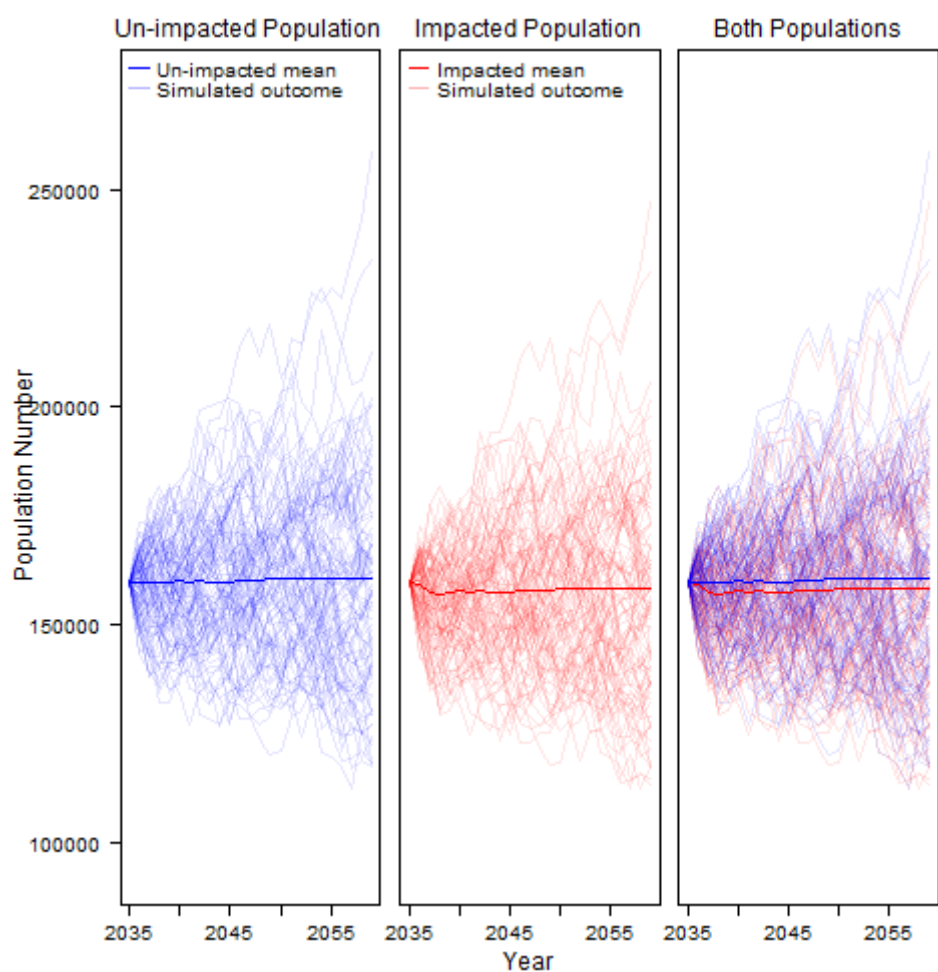 Un-impacted Population
Impacted Population
Both Populations
Un-impacted mean
Simulated outcome
Impacted mean
Simulated outcome
Population Number
250000
200000
150000
100000
2035
2045
2055
2035
2045
2055
2035
2045
2055
Year